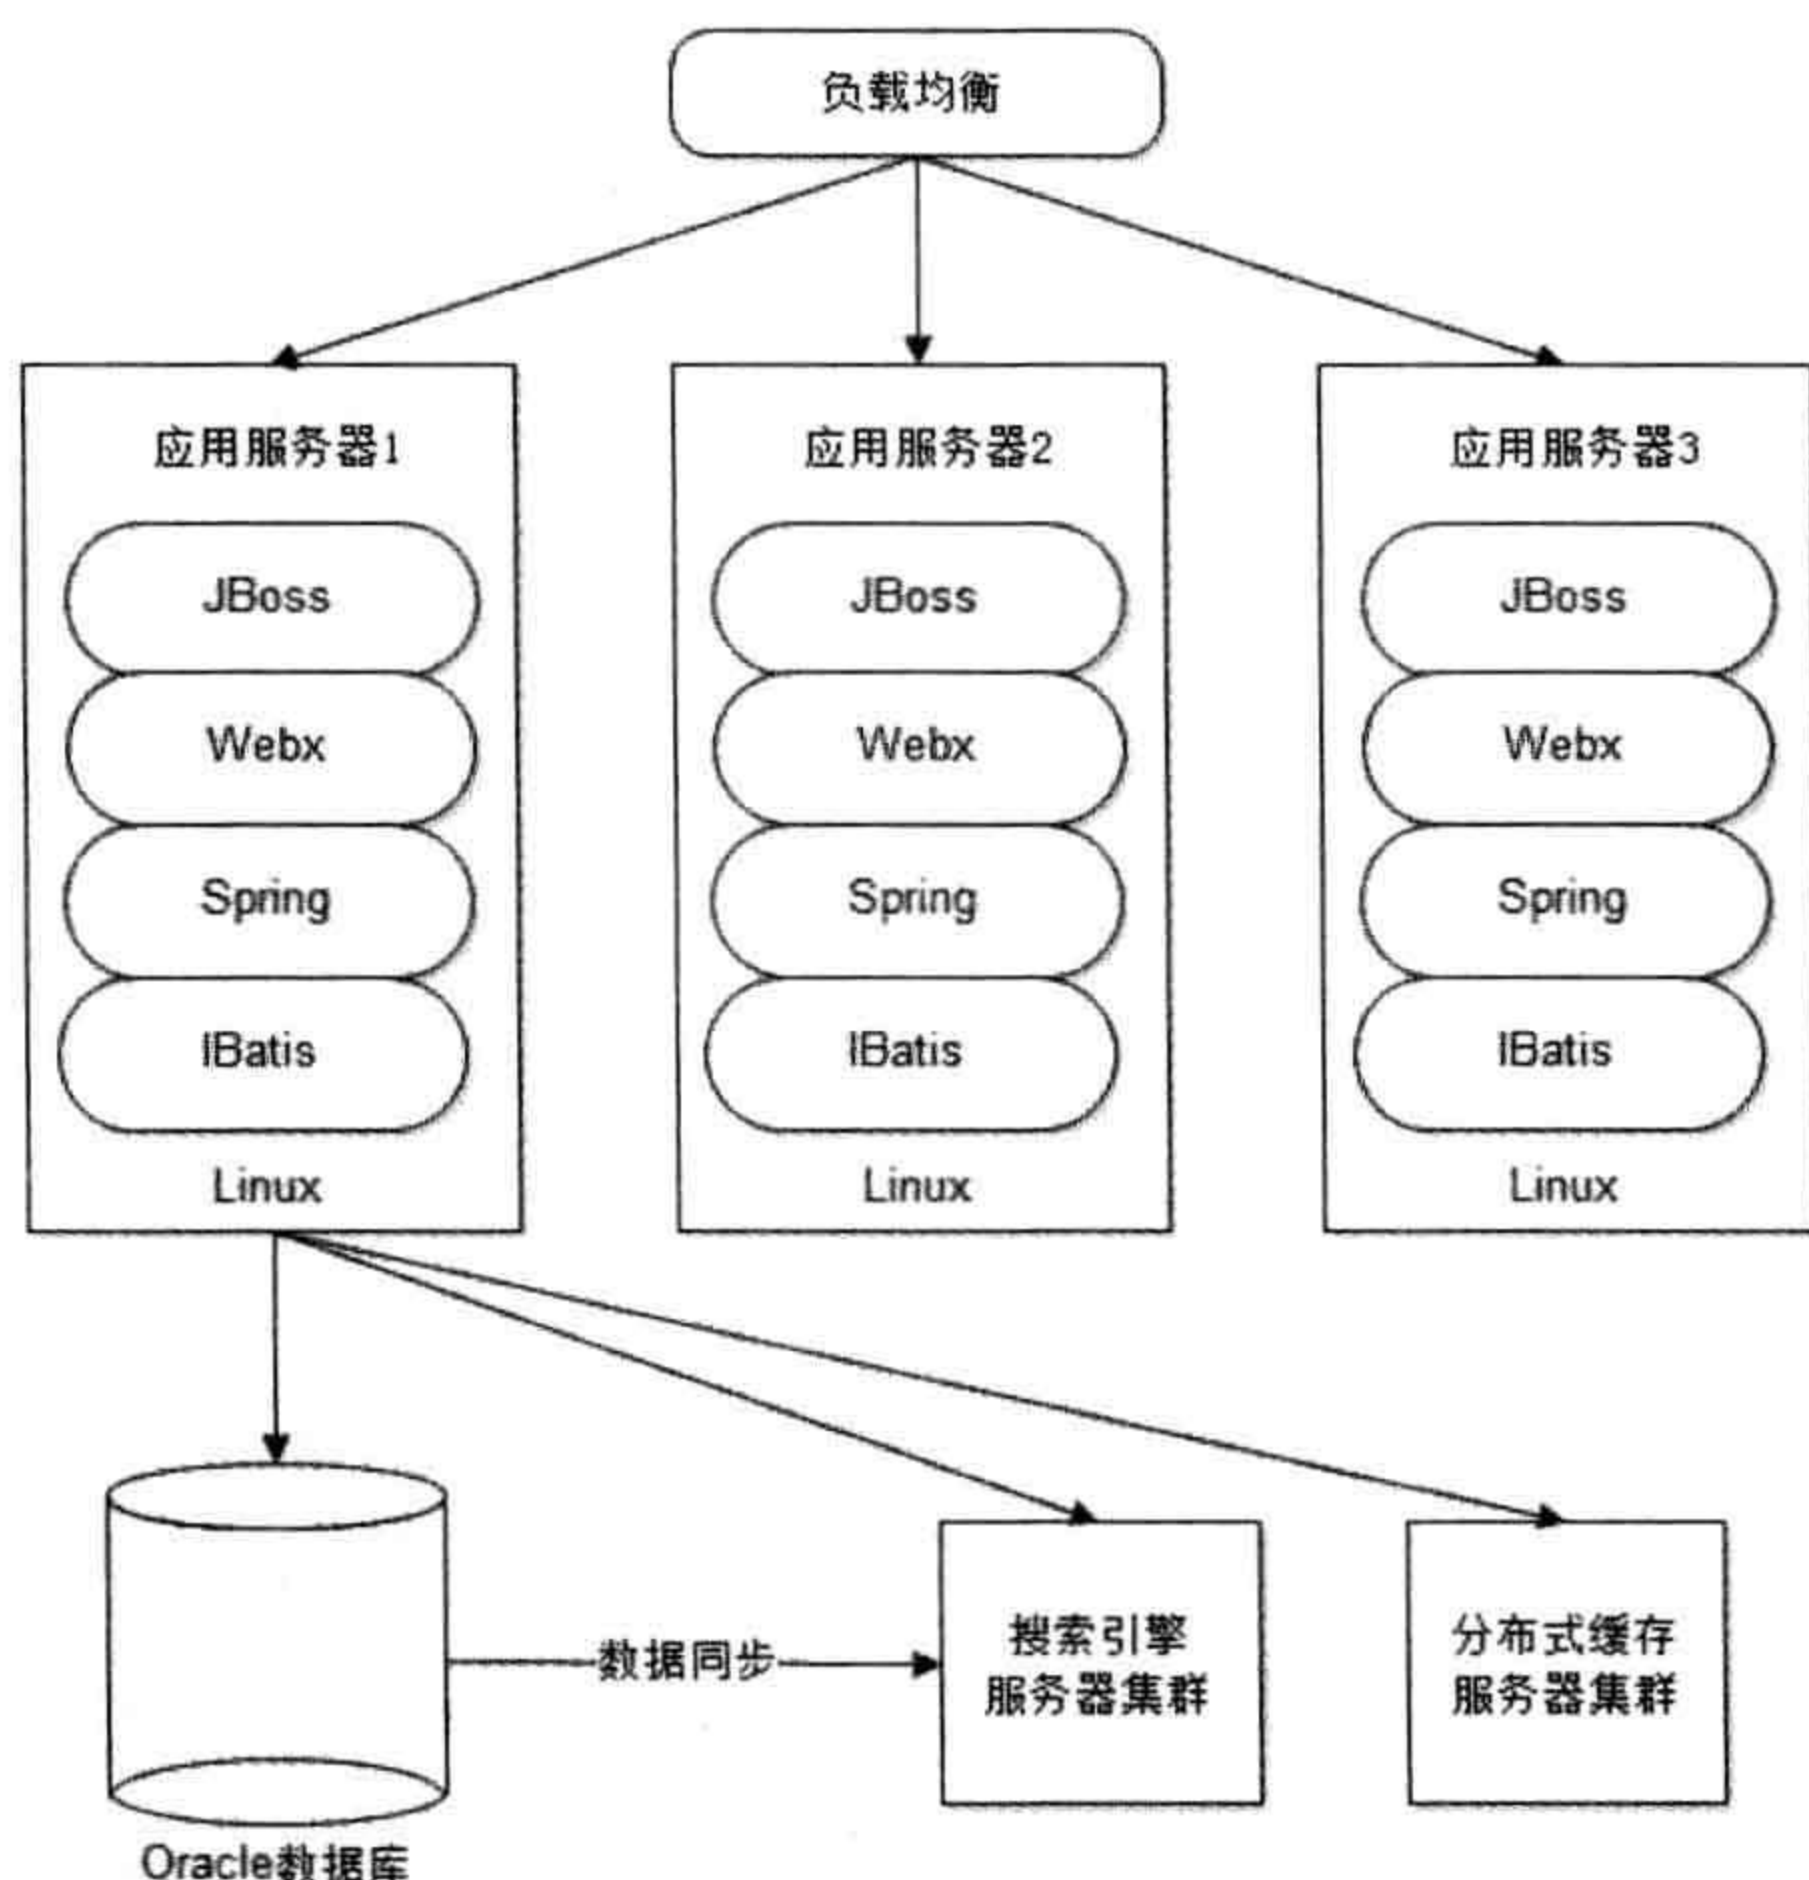 负载均衡
应用服务器1
应用服务器2
应用服务器3
JBoss
JBoss
JBoss
Webx
Webx
Webx
Spring
Spring
Spring
IBatis
IBatis
IBatis
Linux
Linux
Linux
数据同步
搜索引擎
服务器集群
分布式缓存
服务器集群
Oracle数据库